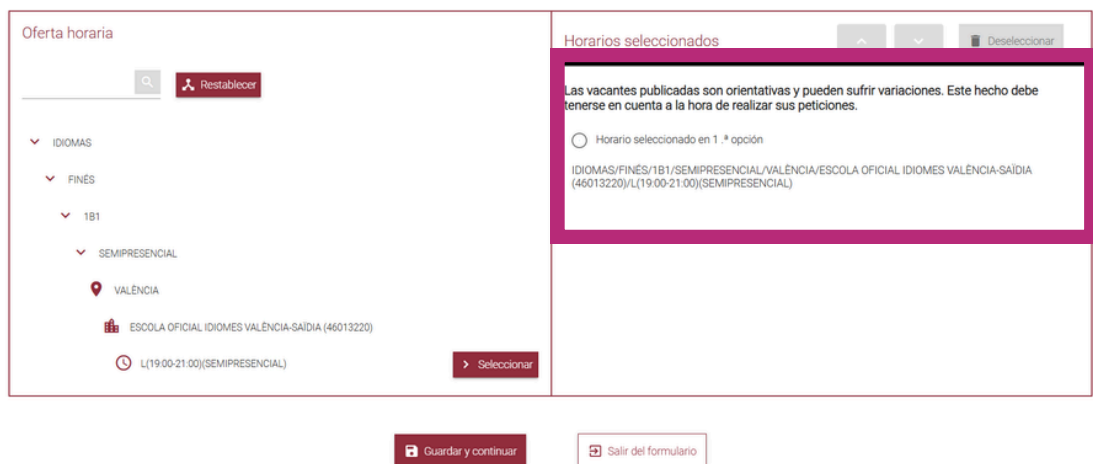 Oferta horaria
Restablecer
IDIOMAS
FINÉS
1B1
SEMIPRESENCIAL
VALÈNCIA
ESCOLA OFICIAL IDIOMES VALÈNCIA-SAÏDIA (46013220)
L(19:00-21:00)(SEMIPRESENCIAL)
Seleccionar
Horarios seleccionados
Deseleccionar
Las vacantes publicadas son orientativas y pueden sufrir variaciones. Este hecho debe
tenerse en cuenta a la hora de realizar sus peticiones.
Horario seleccionado en 1 .ª opción
IDIOMAS/FINÉS/1B1/SEMIPRESENCIAL/VALÈNCIA/ESCOLA OFICIAL IDIOMES VALÈNCIA-SAÏDIA
(46013220)/L(19:00-21:00)(SEMIPRESENCIAL)
Guardar y continuar
Salir del formulario